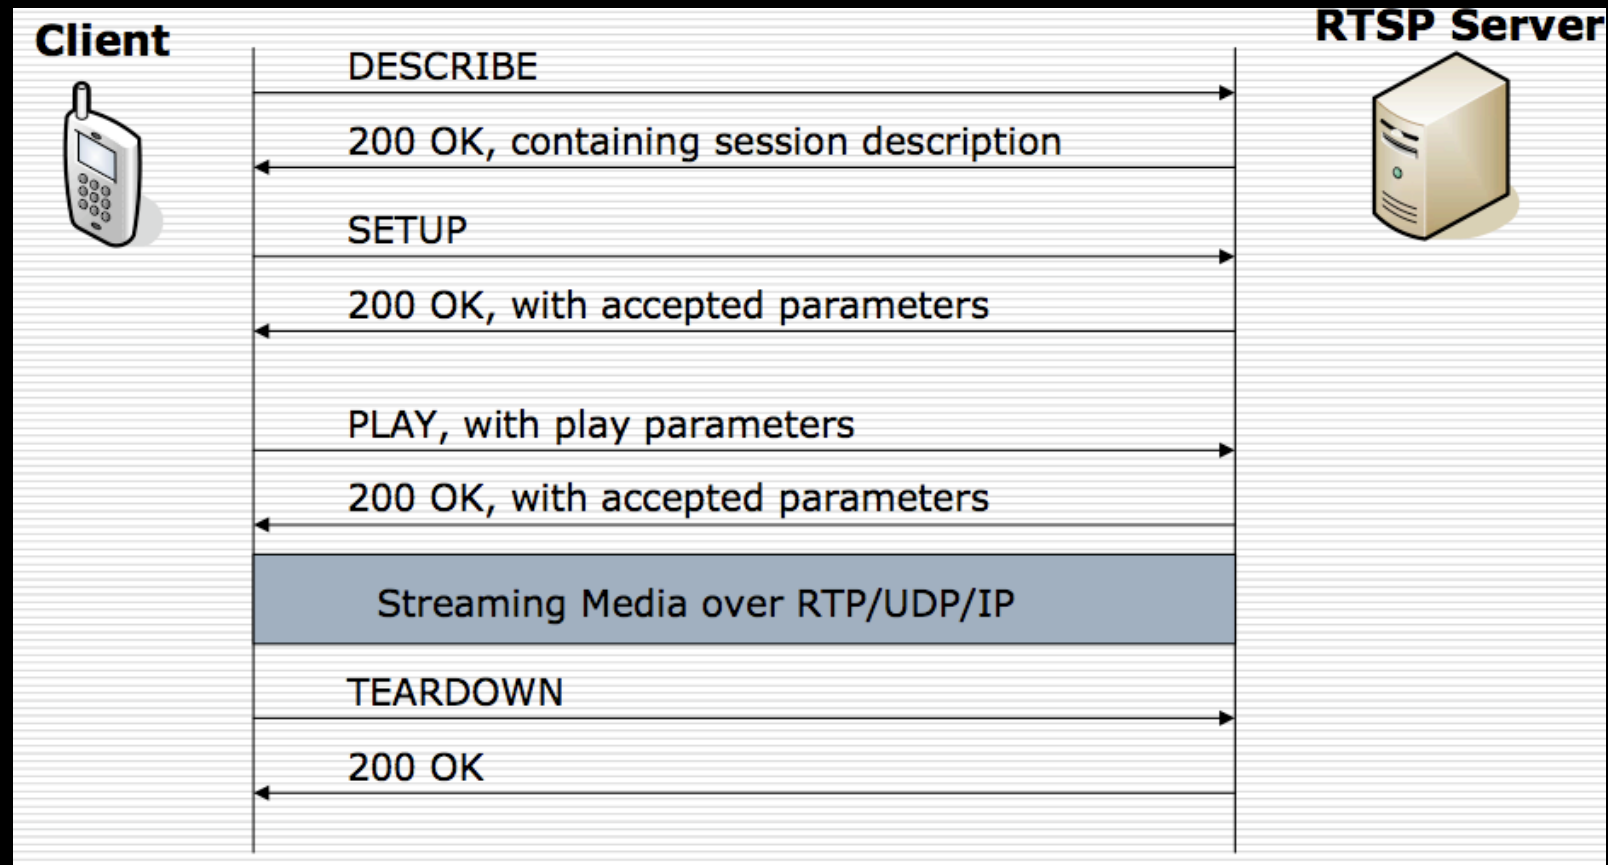 Client
RTSP Server
DESCRIBE
200 OK, containing session description
SETUP
200 OK, with accepted parameters
PLAY, with play parameters
200 OK, with accepted parameters
Streaming Media over RTP/UDP/IP
TEARDOWN
200 OK